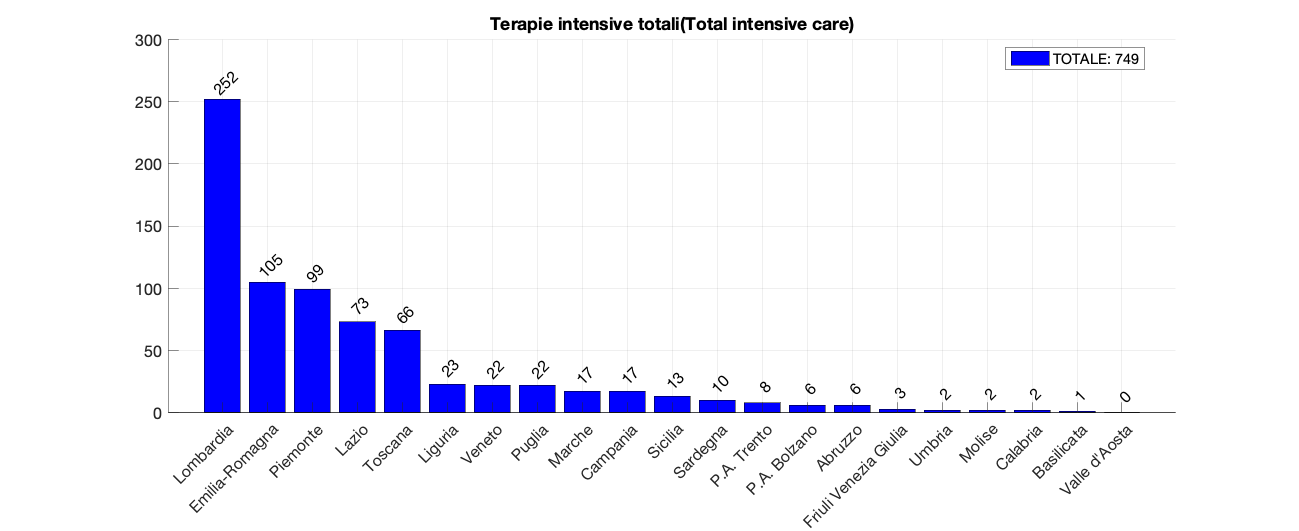 Terapie intensive totali(Total intensive care)
TOTALE: 749
300
250
200
150
100
50
0
252
105
99
73
66
23
22
22
17
17
13
10
8
6
6
3
2
2
2
1
0
Lombardia
Emilia-Romagna
Piemonte
Lazio
Toscana
Liguria
Veneto
Puglia
Marche
Campania
Sicilia
Sardegna
P.A. Trento
P.A. Bolzano
Abruzzo
Friuli Venezia Giulia
Umbria
Molise
Calabria
Basilicata
Valle d'Aosta